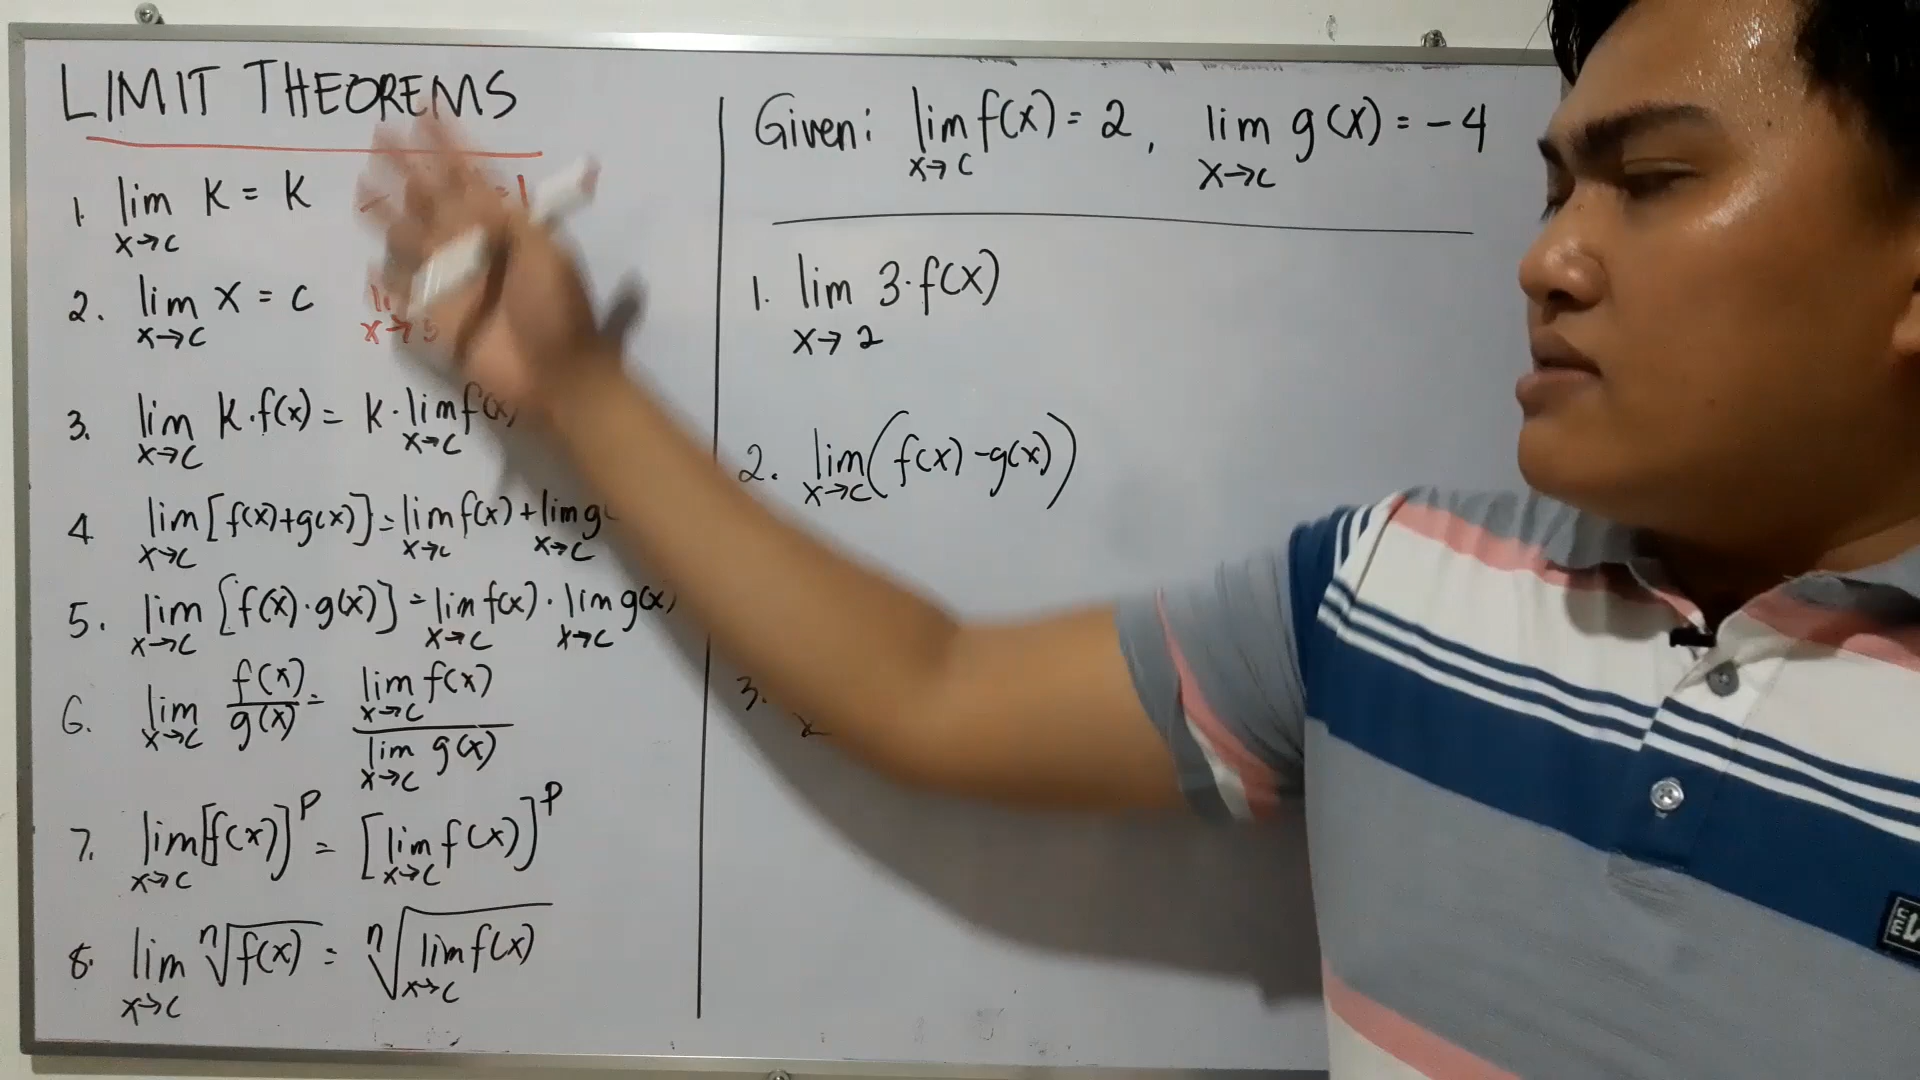 LIMIT THEOREMS
1. lim K = K
x→c
=1
2. lim x = c
x→c
x→5
3. lim K·f(x) = K·lim f(x)
x→c x→c
4 lim [f(x)+g(x)] = lim f(x) + lim g(
x→c x→c x→c
5. lim [f(x)·g(x)] = lim f(x) · lim g(x)
x→c x→c x→c
6. lim f(x)/g(x) = lim f(x)
x→c x→c
lim g(x)
x→c
7. lim [f(x)]^P = [lim f(x)]^P
x→c x→c
8. lim ⁿ√f(x) = ⁿ√lim f(x)
x→c x→c
Given: lim f(x) = 2, lim g(x) = -4
x→c x→c
1. lim 3·f(x)
x→2
2. lim (f(x) - g(x))
x→c
3.
x